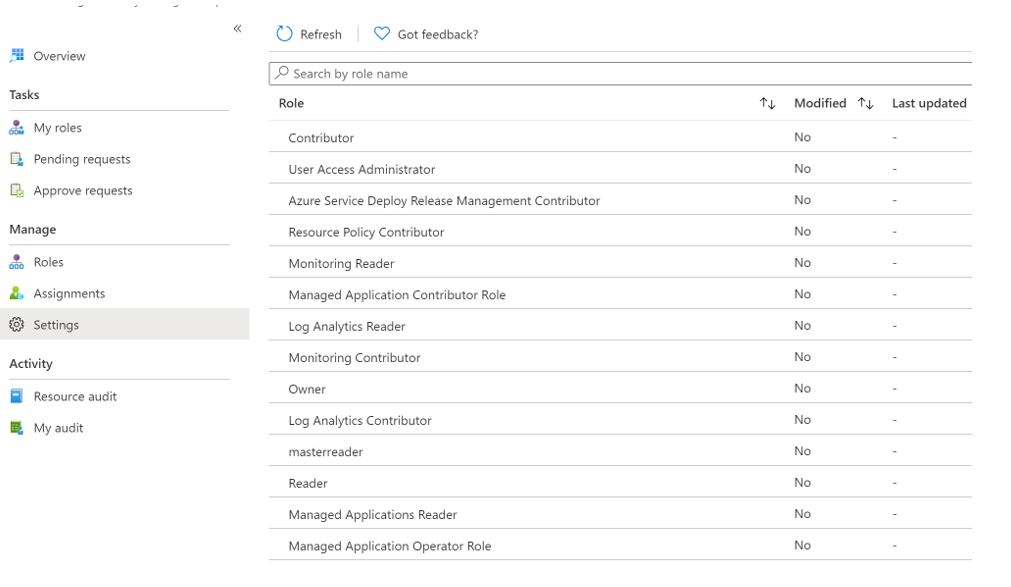 «
Refresh
Got feedback?
Overview
Search by role name
Tasks
Role Modified Last updated
My roles
Pending requests
Approve requests
Manage
Roles
Assignments
Settings
Activity
Resource audit
My audit
Contributor No -
User Access Administrator No -
Azure Service Deploy Release Management Contributor No -
Resource Policy Contributor No -
Monitoring Reader No -
Managed Application Contributor Role No -
Log Analytics Reader No -
Monitoring Contributor No -
Owner No -
Log Analytics Contributor No -
masterreader No -
Reader No -
Managed Applications Reader No -
Managed Application Operator Role No -